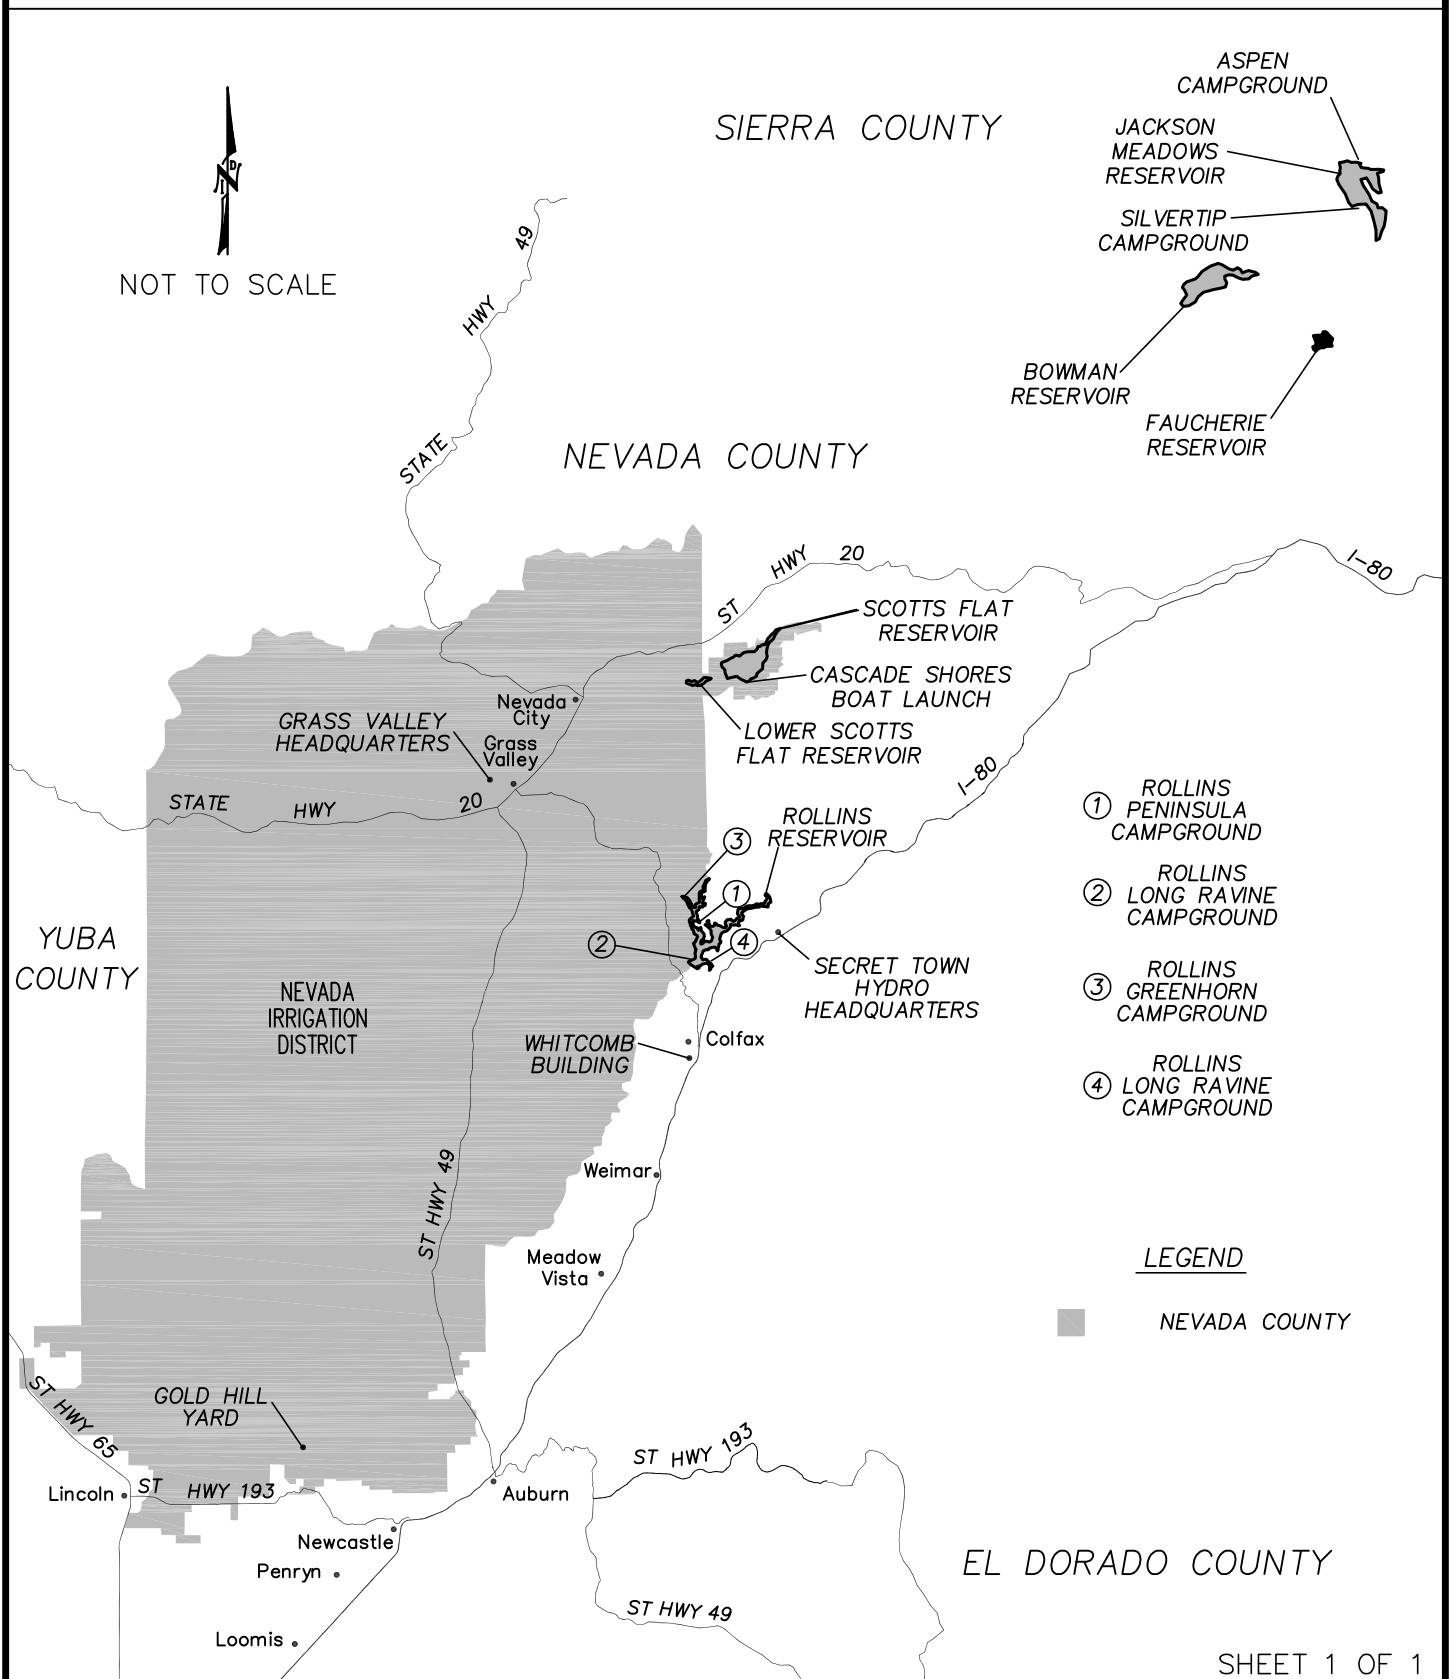 ASPEN
CAMPGROUND
SIERRA COUNTY
JACKSON
MEADOWS
RESERVOIR
SILVERTIP
CAMPGROUND
N
NOT TO SCALE
HWY
49
STATE
BOWMAN
RESERVOIR
FAUCHERIE
RESERVOIR
NEVADA COUNTY
ST
HWY
20
I-80
SCOTTS FLAT
RESERVOIR
CASCADE SHORES
BOAT LAUNCH
LOWER SCOTTS
FLAT RESERVOIR
Nevada
City
GRASS VALLEY
HEADQUARTERS
Grass
Valley
I-80
STATE
HWY
20
ROLLINS
RESERVOIR
3
1
2
4
1
ROLLINS
PENINSULA
CAMPGROUND
2
ROLLINS
LONG RAVINE
CAMPGROUND
3
ROLLINS
GREENHORN
CAMPGROUND
4
ROLLINS
LONG RAVINE
CAMPGROUND
YUBA
COUNTY
NEVADA
IRRIGATION
DISTRICT
SECRET TOWN
HYDRO
HEADQUARTERS
WHITCOMB
BUILDING
Colfax
ST HWY 49
Weimar
Meadow
Vista
LEGEND
NEVADA COUNTY
GOLD HILL
YARD
ST HWY 65
ST HWY 193
Lincoln
ST HWY 193
Auburn
Newcastle
Penryn
Loomis
ST HWY 49
EL DORADO COUNTY
SHEET 1 OF 1